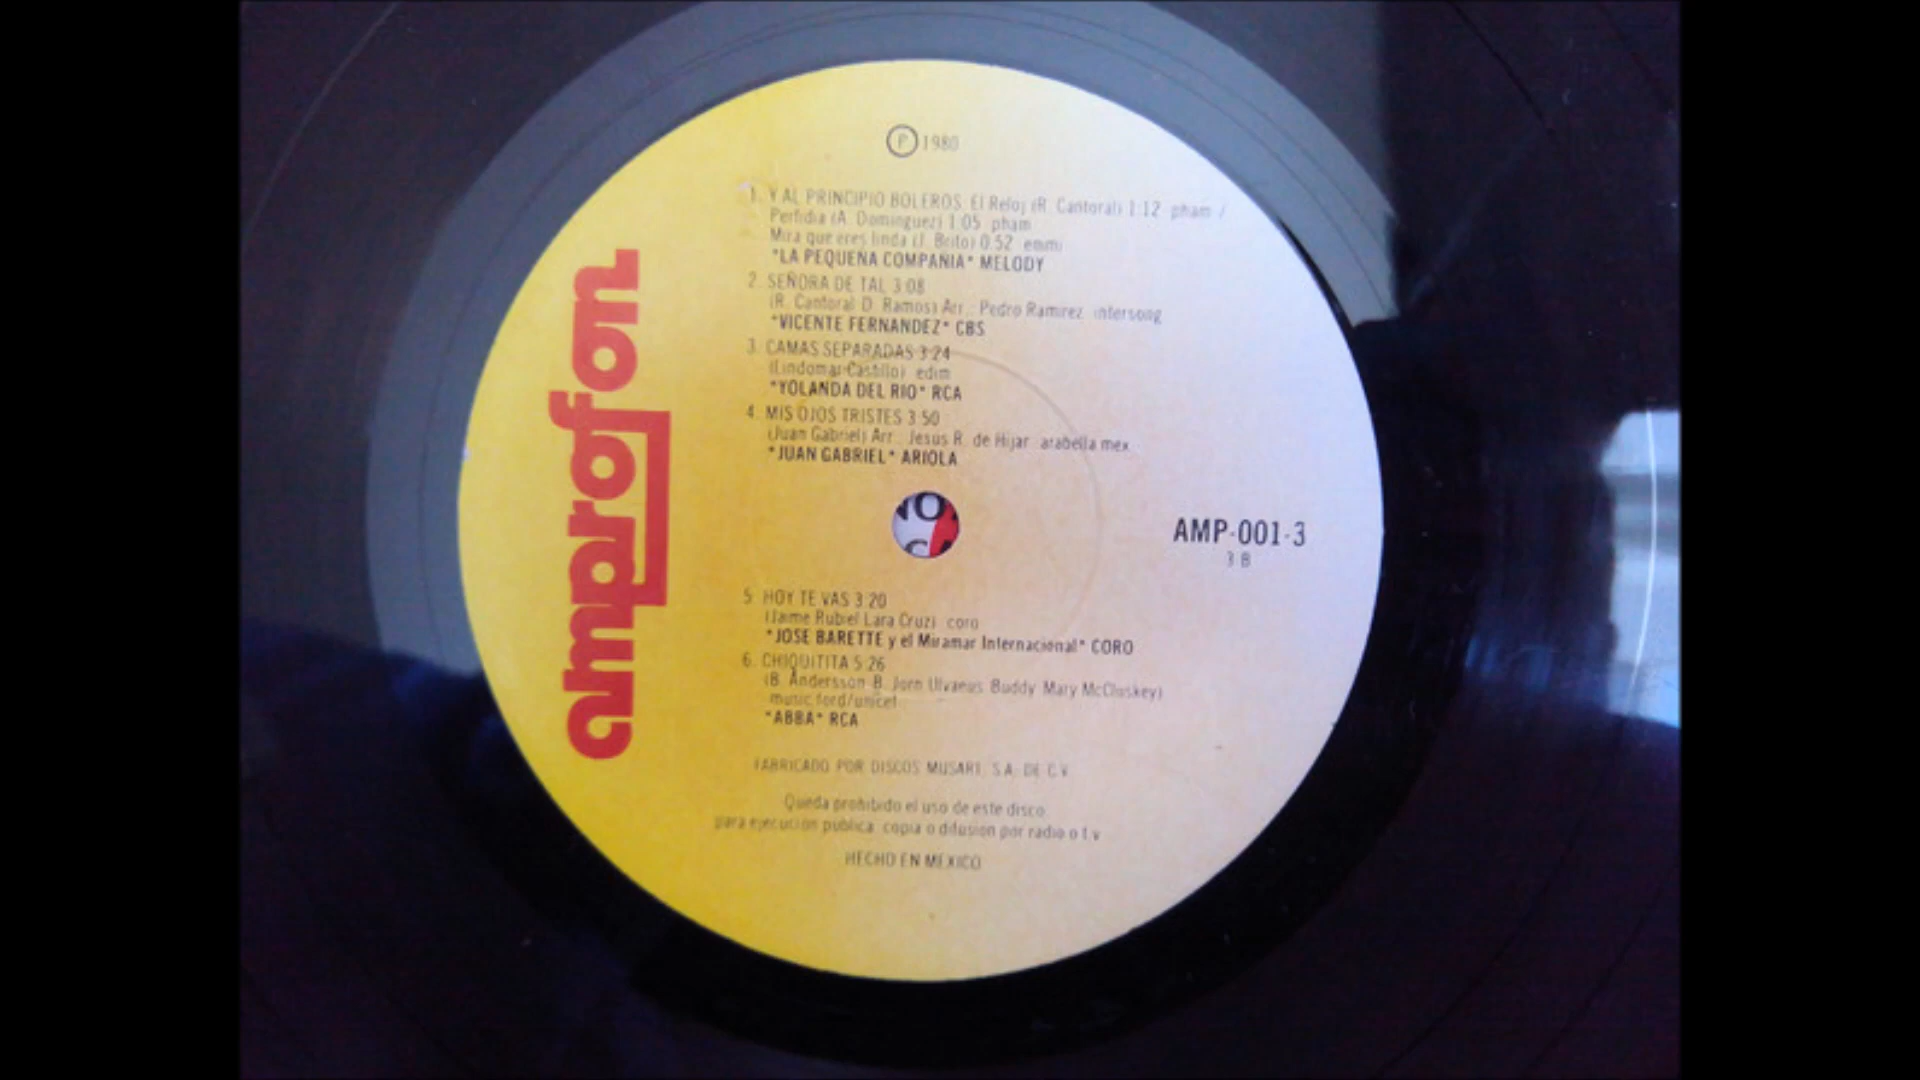 amprofon
Ⓟ 1980
1. Y AL PRINCIPIO BOLEROS El Reloj (R. Cantoral) 1:12 pham /
Perfidia (A. Dominguez) 1:05 pham
Mira que eres linda (J. Brito) 0:52 emmi
"LA PEQUEÑA COMPAÑIA" MELODY
2. SEÑORA DE TAL 3:08
(R. Cantoral D. Ramos) Arr.: Pedro Ramirez intersong
"VICENTE FERNANDEZ" CBS
3. CAMAS SEPARADAS 3:24
(Lindomar Castillo) edim
"YOLANDA DEL RIO" RCA
4. MIS OJOS TRISTES 3:50
(Juan Gabriel) Arr.: Jesus R. de Hijar arabella mex.
"JUAN GABRIEL" ARIOLA
AMP-001-3
3 B
5. HOY TE VAS 3:20
(Jaime Rubiel Lara Cruz) coro
"JOSE BARETTE y el Miramar Internacional" CORO
6. CHIQUITITA 5:26
(B. Andersson B. Jorn Ulvaeus Buddy Mary McCluskey)
music ford/unicef
"ABBA" RCA
FABRICADO POR DISCOS MUSART, S.A. DE C.V.
Queda prohibido el uso de este disco
para ejecucion publica copia o difusion por radio o t.v.
HECHO EN MEXICO